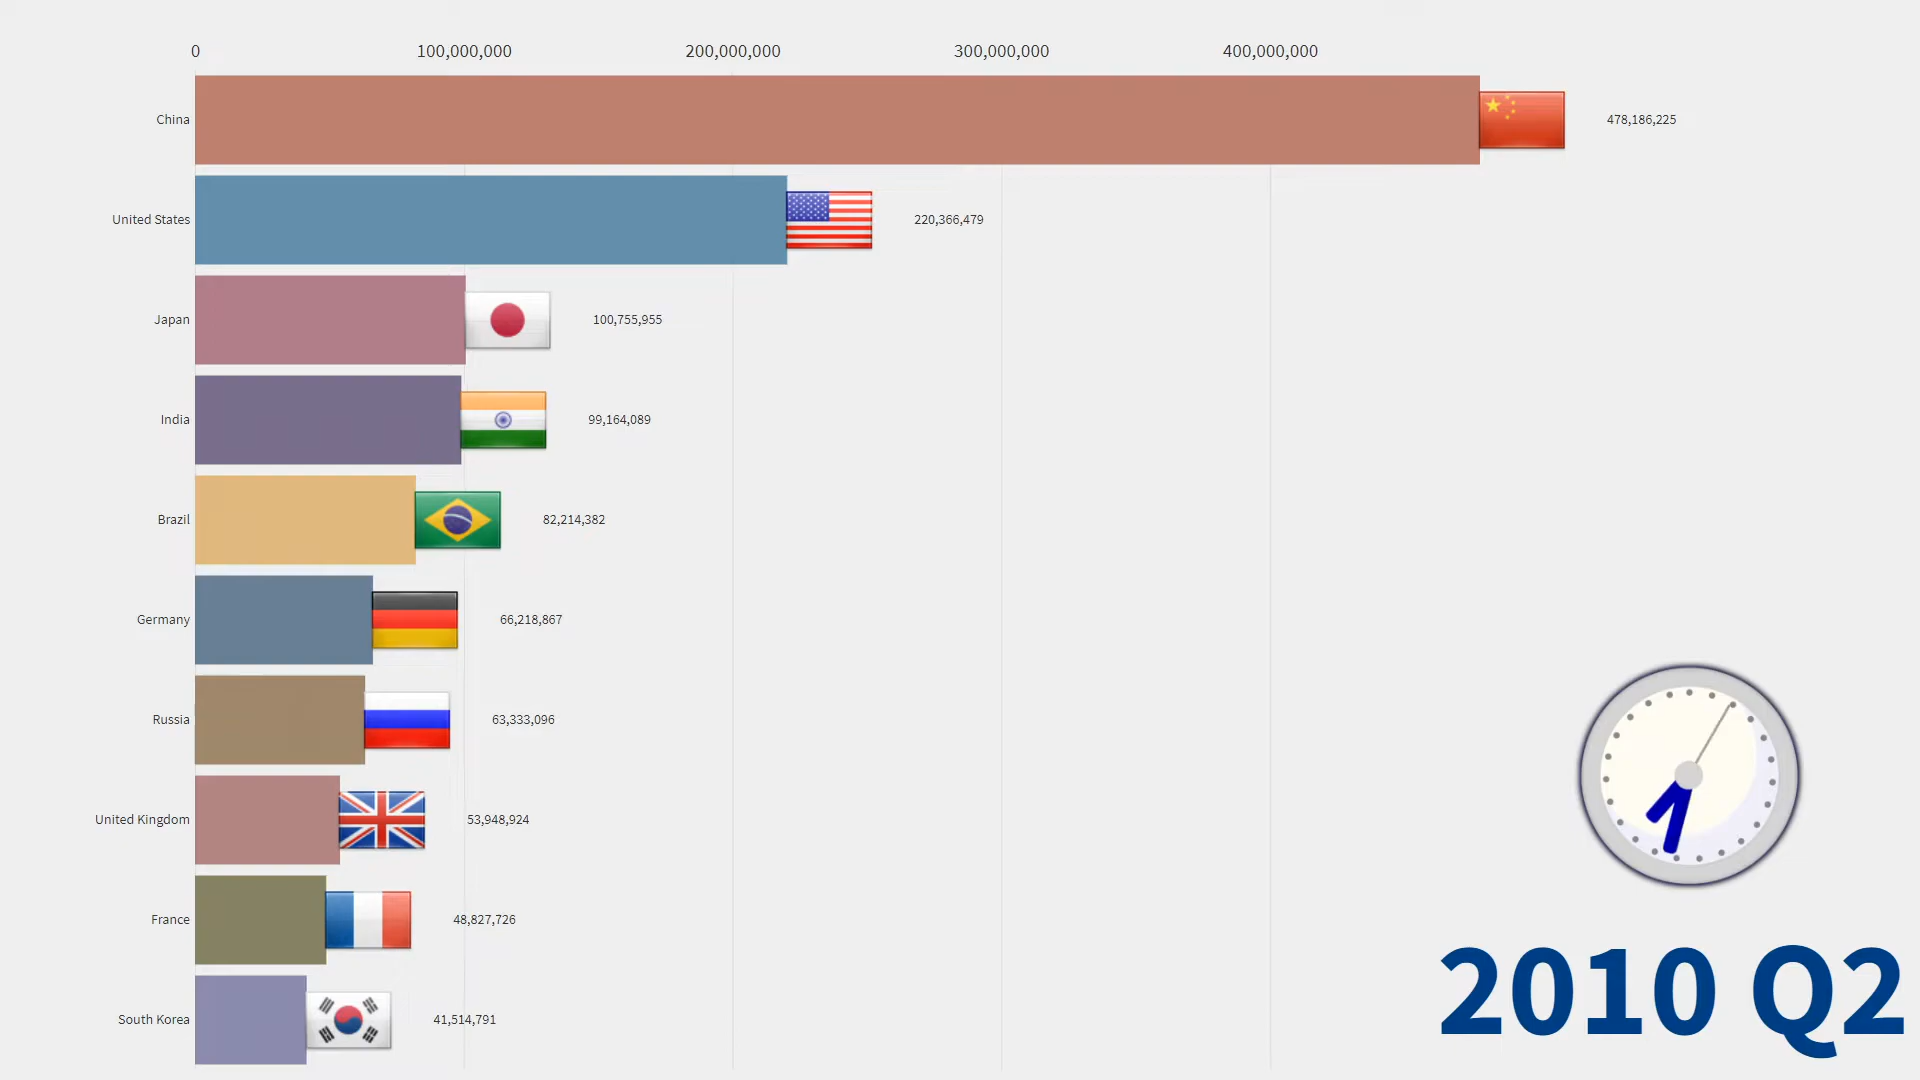 0 100,000,000 200,000,000 300,000,000 400,000,000
China 478,186,225
United States 220,366,479
Japan 100,755,955
India 99,164,089
Brazil 82,214,382
Germany 66,218,867
Russia 63,333,096
United Kingdom 53,948,924
France 48,827,726
South Korea 41,514,791
2010 Q2